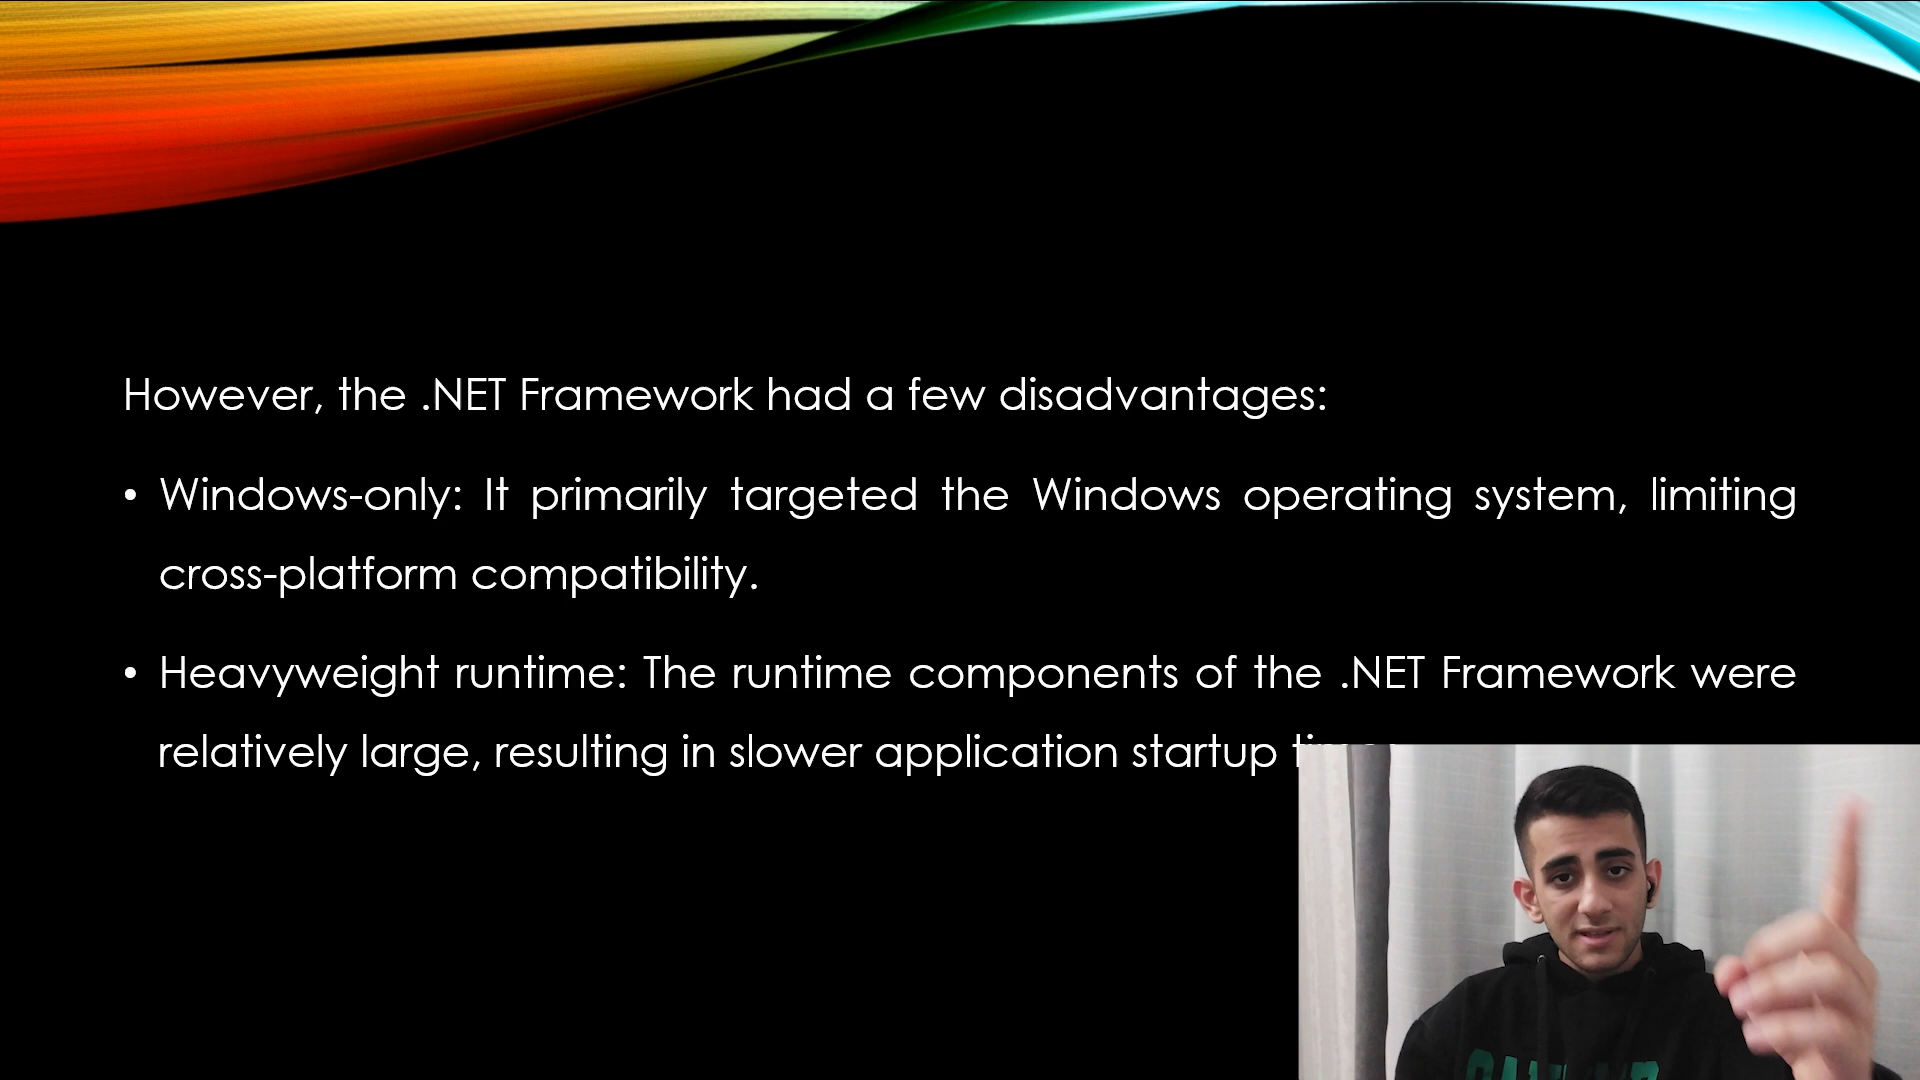 However, the .NET Framework had a few disadvantages:
• Windows-only: It primarily targeted the Windows operating system, limiting
cross-platform compatibility.
• Heavyweight runtime: The runtime components of the .NET Framework were
relatively large, resulting in slower application startup